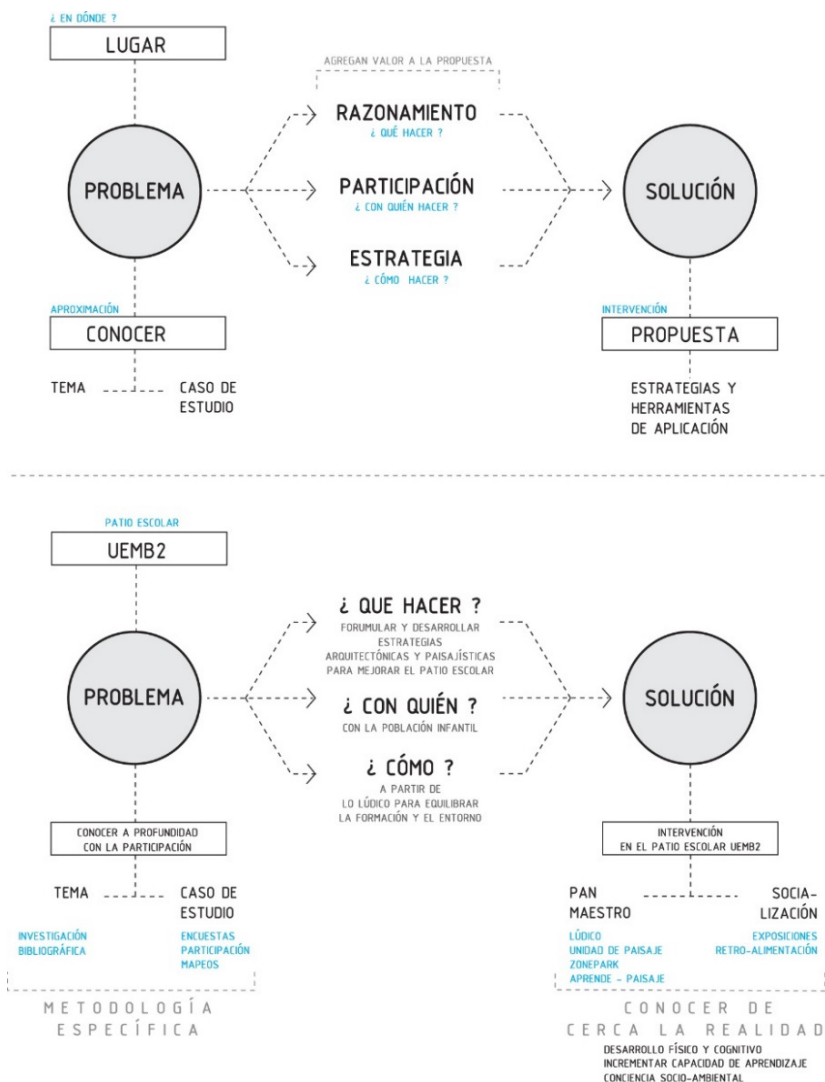 ¿ EN DÓNDE ?
LUGAR
AGREGAN VALOR A LA PROPUESTA
RAZONAMIENTO
¿ QUÉ HACER ?
PROBLEMA
PARTICIPACIÓN
¿ CON QUIÉN HACER ?
SOLUCIÓN
ESTRATEGIA
¿ CÓMO HACER ?
APROXIMACIÓN
CONOCER
TEMA
CASO DE
ESTUDIO
INTERVENCIÓN
PROPUESTA
ESTRATEGIAS Y
HERRAMIENTAS
DE APLICACIÓN
PATIO ESCOLAR
UEMB2
¿ QUE HACER ?
FORUMULAR Y DESARROLLAR
ESTRATEGIAS
ARQUITECTÓNICAS Y PAISAJÍSTICAS
PARA MEJORAR EL PATIO ESCOLAR
PROBLEMA
¿ CON QUIÉN ?
CON LA POBLACIÓN INFANTIL
SOLUCIÓN
¿ CÓMO ?
A PARTIR DE
LO LÚDICO PARA EQUILIBRAR
LA FORMACIÓN Y EL ENTORNO
CONOCER A PROFUNDIDAD
CON LA PARTICIPACIÓN
TEMA
CASO DE
ESTUDIO
INVESTIGACIÓN
BIBLIOGRÁFICA
ENCUESTAS
PARTICIPACIÓN
MAPEOS
METODOLOGÍA
ESPECÍFICA
INTERVENCIÓN
EN EL PATIO ESCOLAR UEMB2
PAN
MAESTRO
SOCIA-
LIZACIÓN
LÚDICO
UNIDAD DE PAISAJE
ZONEPARK
APRENDE - PAISAJE
EXPOSICIONES
RETRO-ALIMENTACIÓN
CONOCER DE
CERCA LA REALIDAD
DESARROLLO FÍSICO Y COGNITIVO
INCREMENTAR CAPACIDAD DE APRENDIZAJE
CONCIENCIA SOCIO-AMBIENTAL